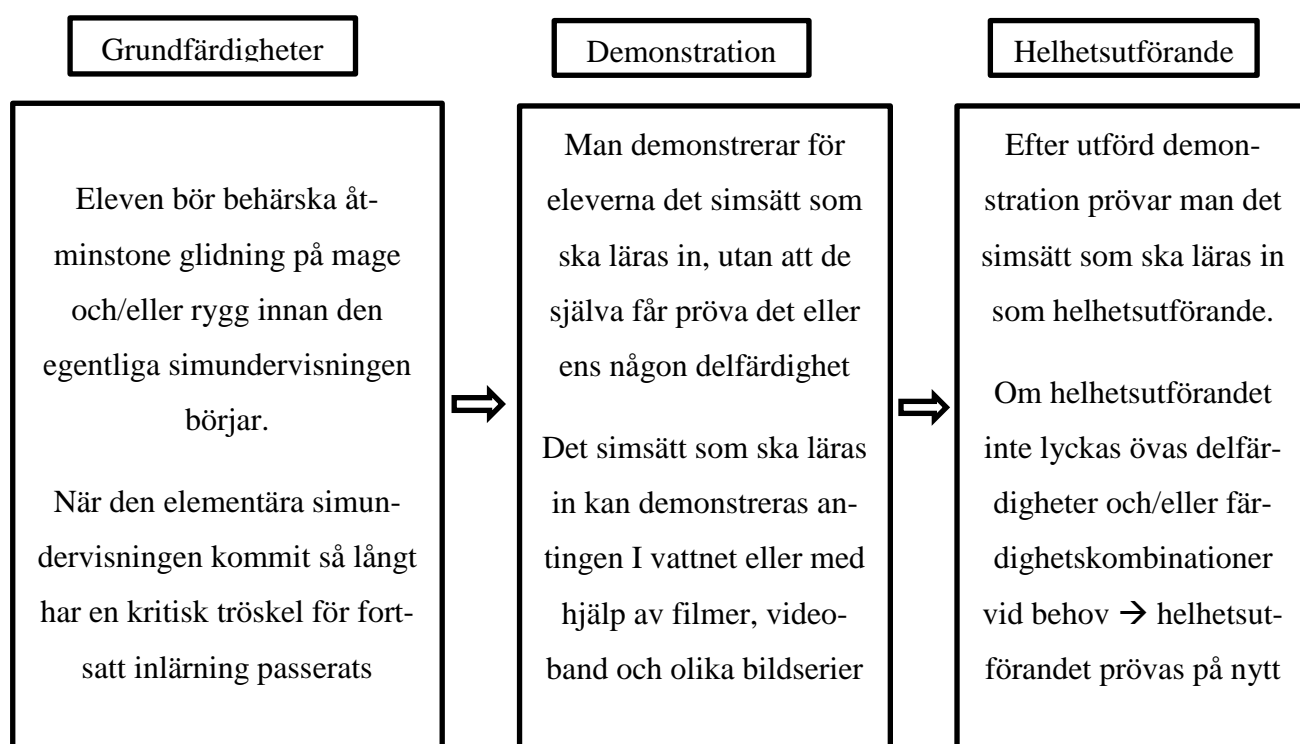 Grundfärdigheter
Demonstration
Helhetsutförande
Eleven bör behärska åt-
minstone glidning på mage
och/eller rygg innan den
egentliga simundervisningen
börjar.
När den elementära simun-
dervisningen kommit så långt
har en kritisk tröskel för fort-
satt inlärning passerats
Man demonstrerar för
eleverna det simsätt som
ska läras in, utan att de
själva får pröva det eller
ens någon delfärdighet
Det simsätt som ska läras
in kan demonstreras an-
tingen I vattnet eller med
hjälp av filmer, video-
band och olika bildserier
Efter utförd demon-
stration prövar man det
simsätt som ska läras in
som helhetsutförande.
Om helhetsutförandet
inte lyckas övas delfär-
digheter och/eller fär-
dighetskombinationer
vid behov → helhetsut-
förandet prövas på nytt